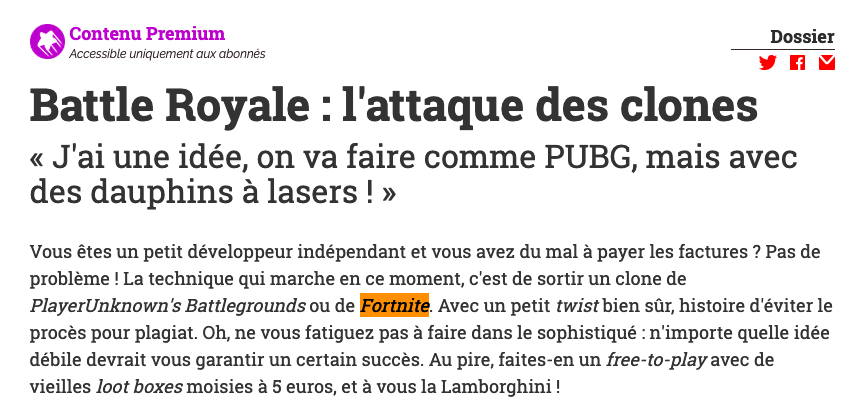 Contenu Premium
Accessible uniquement aux abonnés
Dossier
Battle Royale : l'attaque des clones
« J'ai une idée, on va faire comme PUBG, mais avec
des dauphins à lasers ! »
Vous êtes un petit développeur indépendant et vous avez du mal à payer les factures ? Pas de
problème ! La technique qui marche en ce moment, c'est de sortir un clone de
PlayerUnknown's Battlegrounds ou de Fortnite. Avec un petit twist bien sûr, histoire d'éviter le
procès pour plagiat. Oh, ne vous fatiguez pas à faire dans le sophistiqué : n'importe quelle idée
débile devrait vous garantir un certain succès. Au pire, faites-en un free-to-play avec de
vieilles loot boxes moisies à 5 euros, et à vous la Lamborghini !